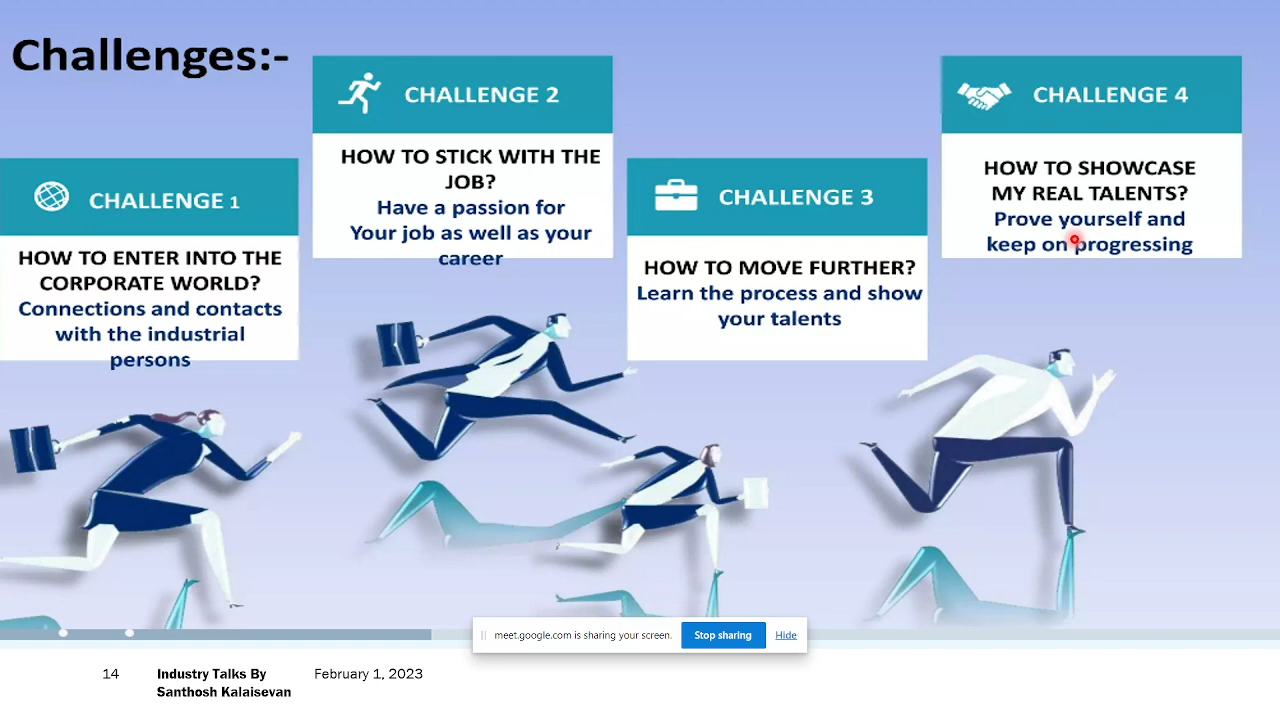 Challenges:-
CHALLENGE 1
HOW TO ENTER INTO THE
CORPORATE WORLD?
Connections and contacts
with the industrial
persons
CHALLENGE 2
HOW TO STICK WITH THE
JOB?
Have a passion for
Your job as well as your
career
CHALLENGE 3
HOW TO MOVE FURTHER?
Learn the process and show
your talents
CHALLENGE 4
HOW TO SHOWCASE
MY REAL TALENTS?
Prove yourself and
keep on progressing
meet.google.com is sharing your screen.
Stop sharing
Hide
14
Industry Talks By
Santhosh Kalaisevan
February 1, 2023